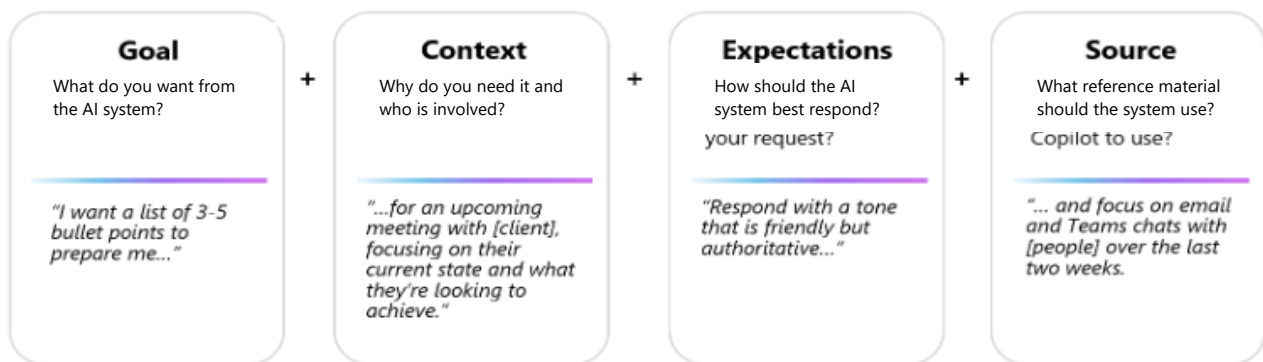 Goal
What do you want from
the AI system?
"I want a list of 3-5
bullet points to
prepare me..."
+
Context
Why do you need it and
who is involved?
"...for an upcoming
meeting with [client],
focusing on their
current state and what
they're looking to
achieve."
+
Expectations
How should the AI
system best respond?
your request?
"Respond with a tone
that is friendly but
authoritative..."
+
Source
What reference material
should the system use?
Copilot to use?
"... and focus on email
and Teams chats with
[people] over the last
two weeks.